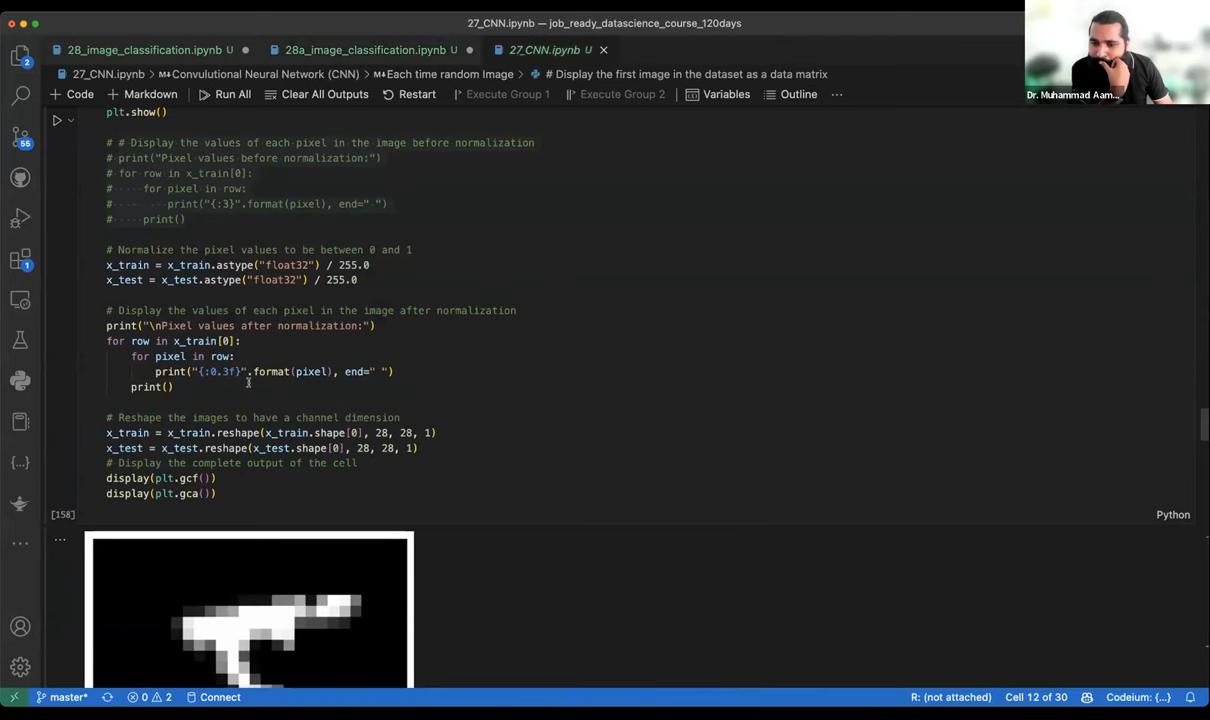 27_CNN.ipynb — job_ready_datascience_course_120days
28_image_classification.ipynb U
28a_image_classification.ipynb U
27_CNN.ipynb U
27_CNN.ipynb > Convulutional Neural Network (CNN) > Each time random Image > # Display the first image in the dataset as a data matrix
Code Markdown Run All Clear All Outputs Restart Execute Group 1 Execute Group 2 Variables Outline ...
Dr. Muhammad Aam...
plt.show()
# # Display the values of each pixel in the image before normalization
# print("Pixel values before normalization:")
# for row in x_train[0]:
#     for pixel in row:
#         print("{:3}".format(pixel), end=" ")
#     print()
# Normalize the pixel values to be between 0 and 1
x_train = x_train.astype("float32") / 255.0
x_test = x_test.astype("float32") / 255.0
# Display the values of each pixel in the image after normalization
print("\nPixel values after normalization:")
for row in x_train[0]:
    for pixel in row:
        print("{:0.3f}".format(pixel), end=" ")
    print()
# Reshape the images to have a channel dimension
x_train = x_train.reshape(x_train.shape[0], 28, 28, 1)
x_test = x_test.reshape(x_test.shape[0], 28, 28, 1)
# Display the complete output of the cell
display(plt.gcf())
display(plt.gca())
[158]
Python
...
2
55
1
master* 0 2 Connect
R: (not attached) Cell 12 of 30 Codeium: {...}